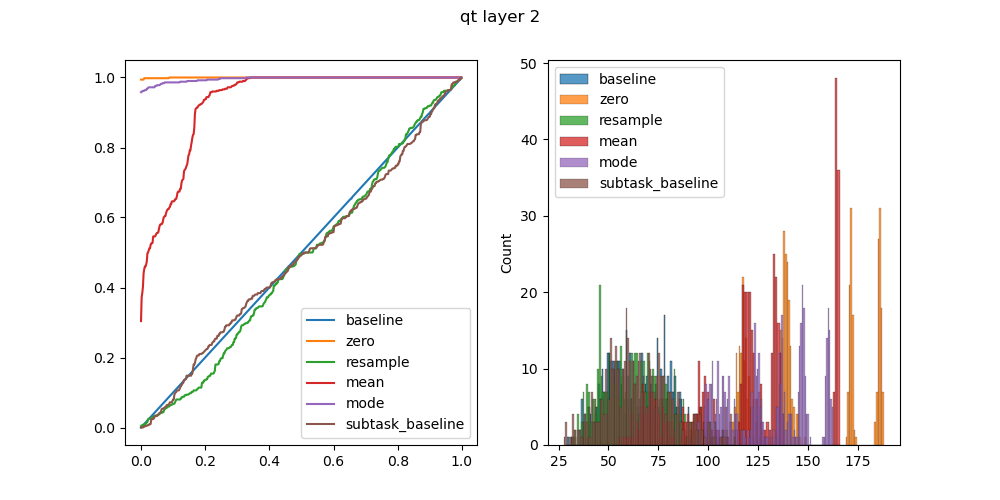 qt layer 2
1.0
0.8
0.6
0.4
0.2
0.0
0.0
0.2
0.4
0.6
0.8
1.0
baseline
zero
resample
mean
mode
subtask_baseline
Count
50
40
30
20
10
0
25
50
75
100
125
150
175
baseline
zero
resample
mean
mode
subtask_baseline